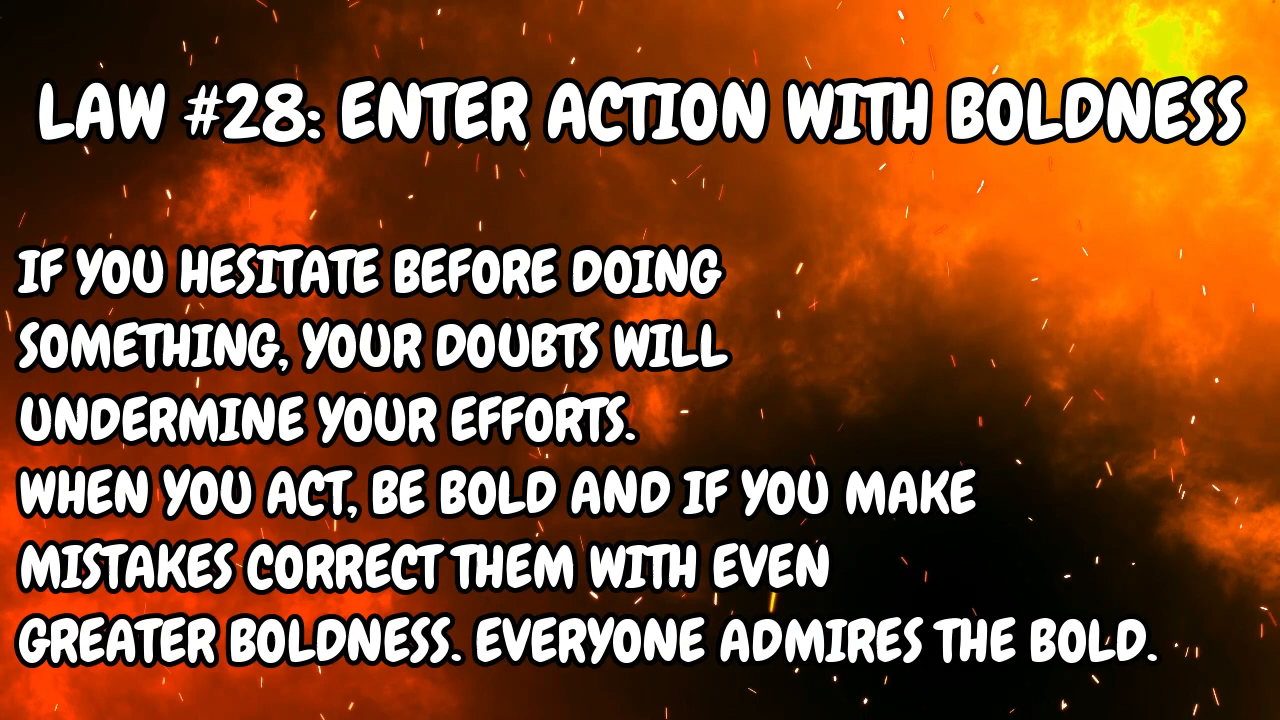 LAW #28: ENTER ACTION WITH BOLDNESS
IF YOU HESITATE BEFORE DOING
SOMETHING, YOUR DOUBTS WILL
UNDERMINE YOUR EFFORTS.
WHEN YOU ACT, BE BOLD AND IF YOU MAKE
MISTAKES CORRECT THEM WITH EVEN
GREATER BOLDNESS. EVERYONE ADMIRES THE BOLD.